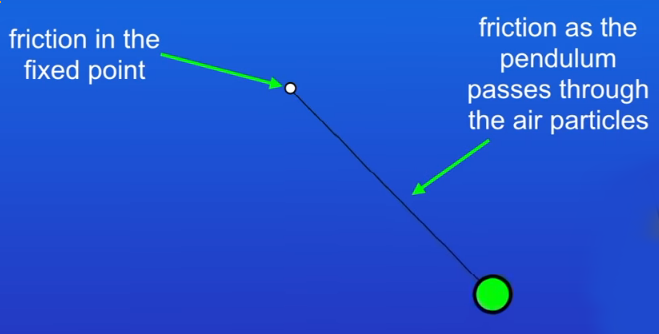 friction in the
fixed point
friction as the
pendulum
passes through
the air particles